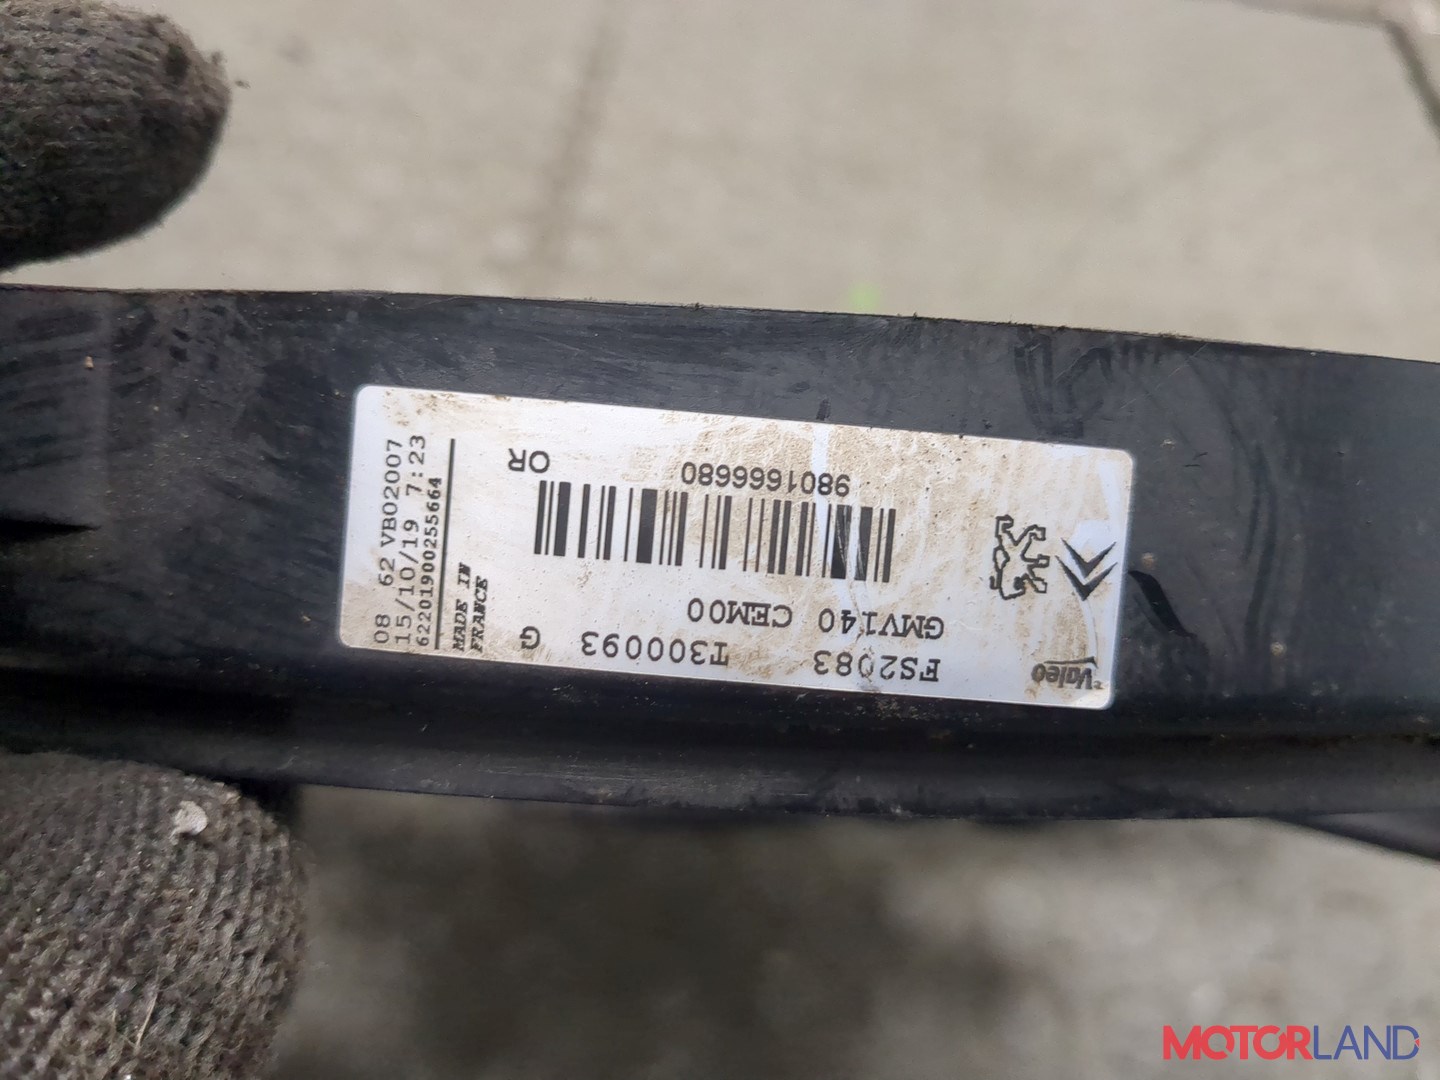 Valeo
FS2083 T300093 G
GMV140 CEM00
9801666680
OR
MADE IN
FRANCE
62201900255664
15/10/19 7:23
08 62 VB02007
MOTORLAND